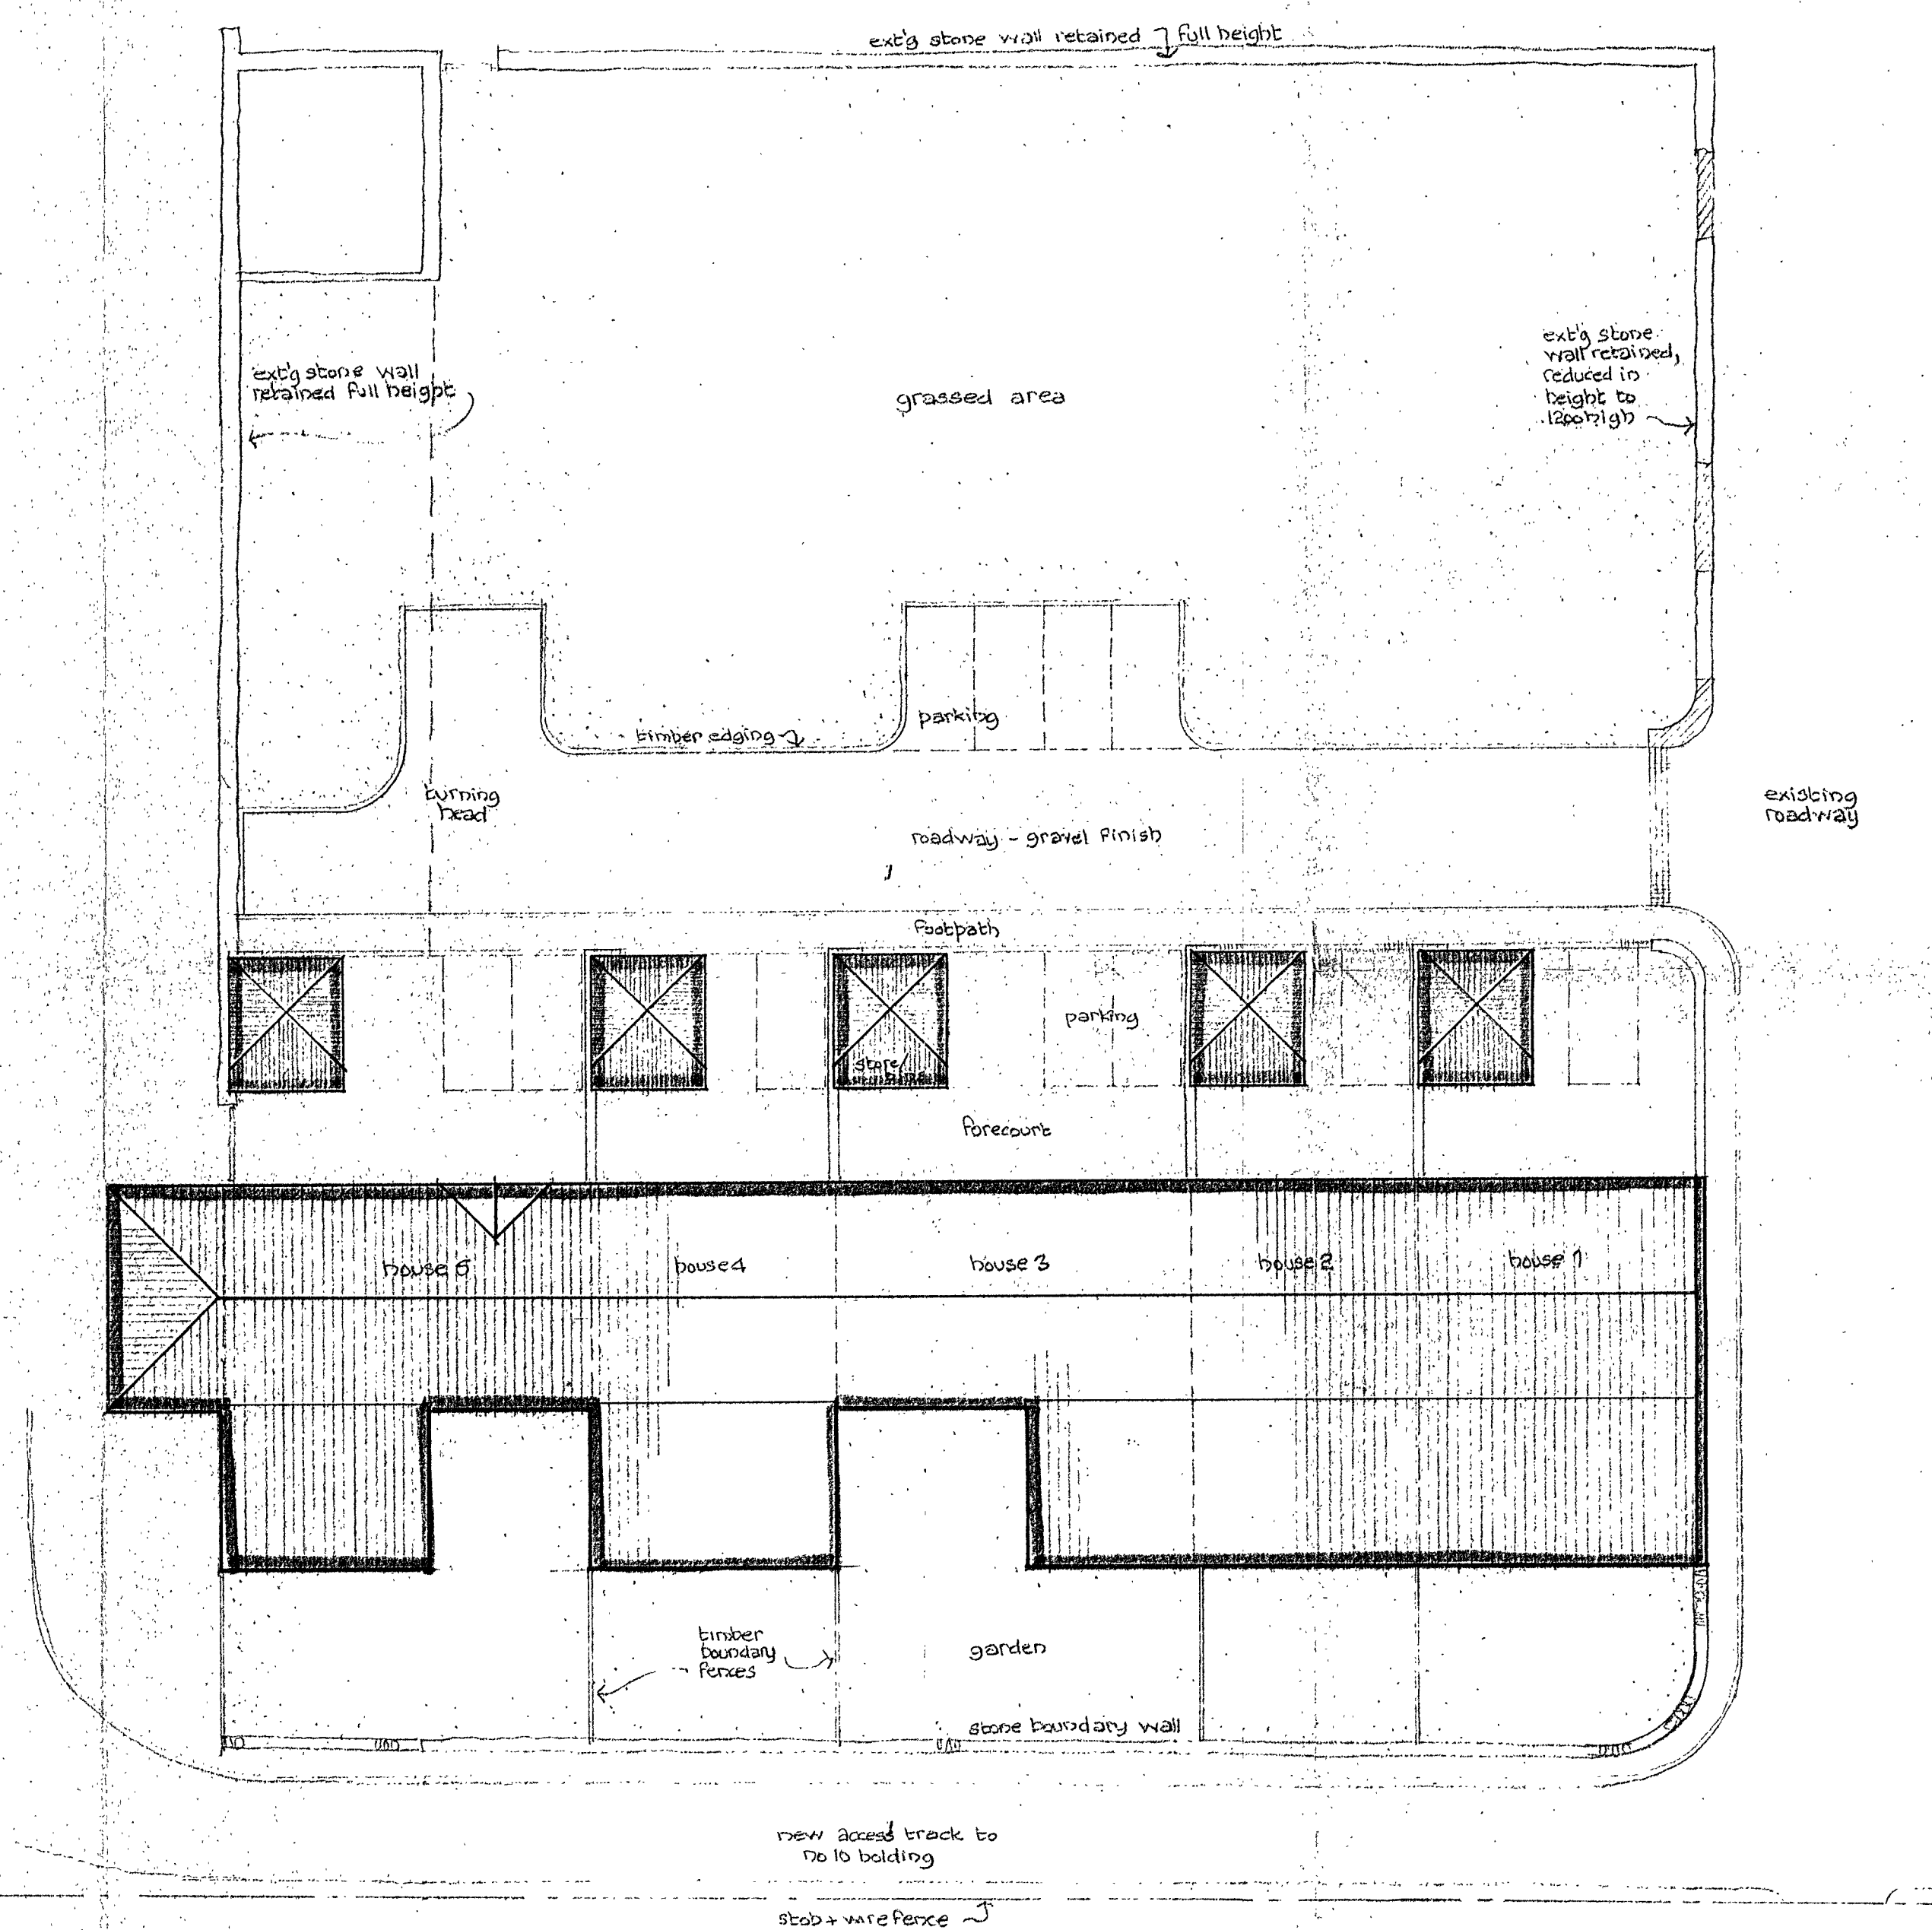 ext'g stone wall retained full height
ext'g stone wall
retained full height
grassed area
ext'g stone
wall retained,
reduced in
height to
1200 high
parking
timber edging
turning
head
roadway - gravel finish
existing
roadway
footpath
parking
store/
forecourt
house 5
house 4
house 3
house 2
house 1
timber
boundary
fences
garden
stone boundary wall
new access track to
no 10 holding
stob + wire fence